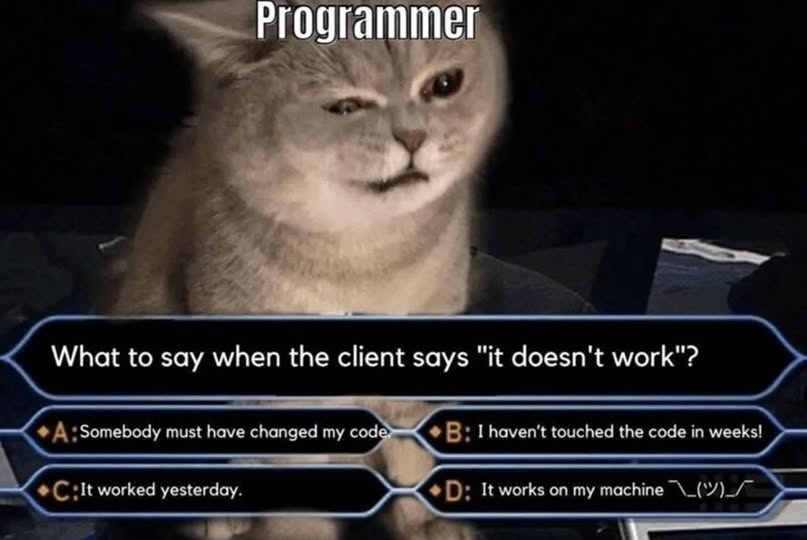 Programmer
What to say when the client says "it doesn't work"?
A:Somebody must have changed my code.
B: I haven't touched the code in weeks!
C:It worked yesterday.
D: It works on my machine ¯\_(ツ)_/¯